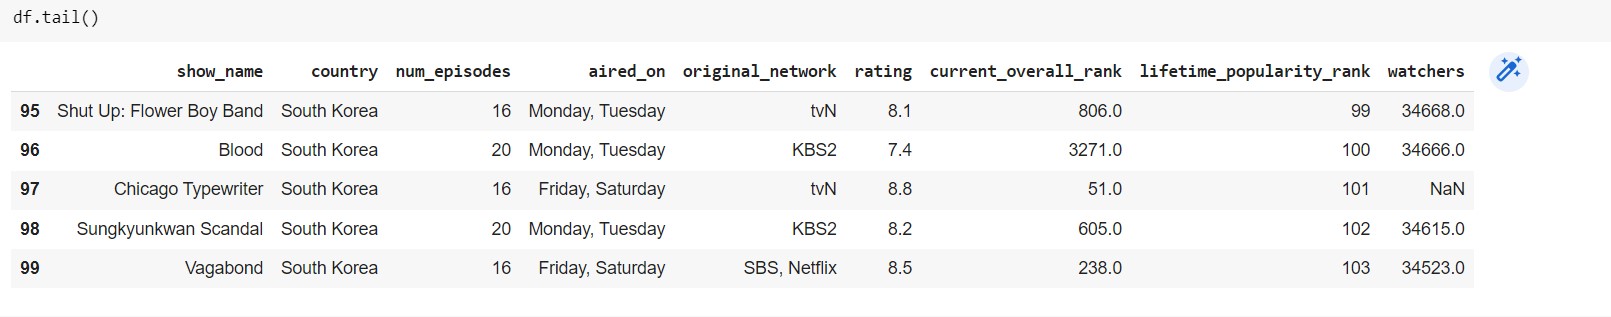 df.tail()
show_name country num_episodes aired_on original_network rating current_overall_rank lifetime_popularity_rank watchers
95 Shut Up: Flower Boy Band South Korea 16 Monday, Tuesday tvN 8.1 806.0 99 34668.0
96 Blood South Korea 20 Monday, Tuesday KBS2 7.4 3271.0 100 34666.0
97 Chicago Typewriter South Korea 16 Friday, Saturday tvN 8.8 51.0 101 NaN
98 Sungkyunkwan Scandal South Korea 20 Monday, Tuesday KBS2 8.2 605.0 102 34615.0
99 Vagabond South Korea 16 Friday, Saturday SBS, Netflix 8.5 238.0 103 34523.0